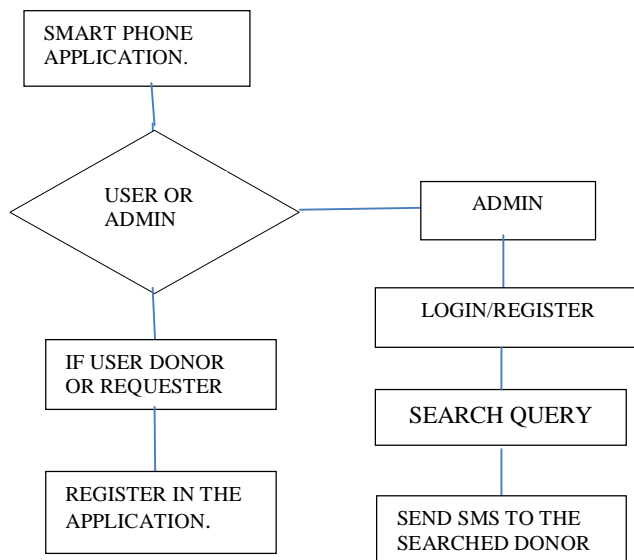 SMART PHONE
APPLICATION.
USER OR
ADMIN
ADMIN
LOGIN/REGISTER
IF USER DONOR
OR REQUESTER
SEARCH QUERY
REGISTER IN THE
APPLICATION.
SEND SMS TO THE
SEARCHED DONOR